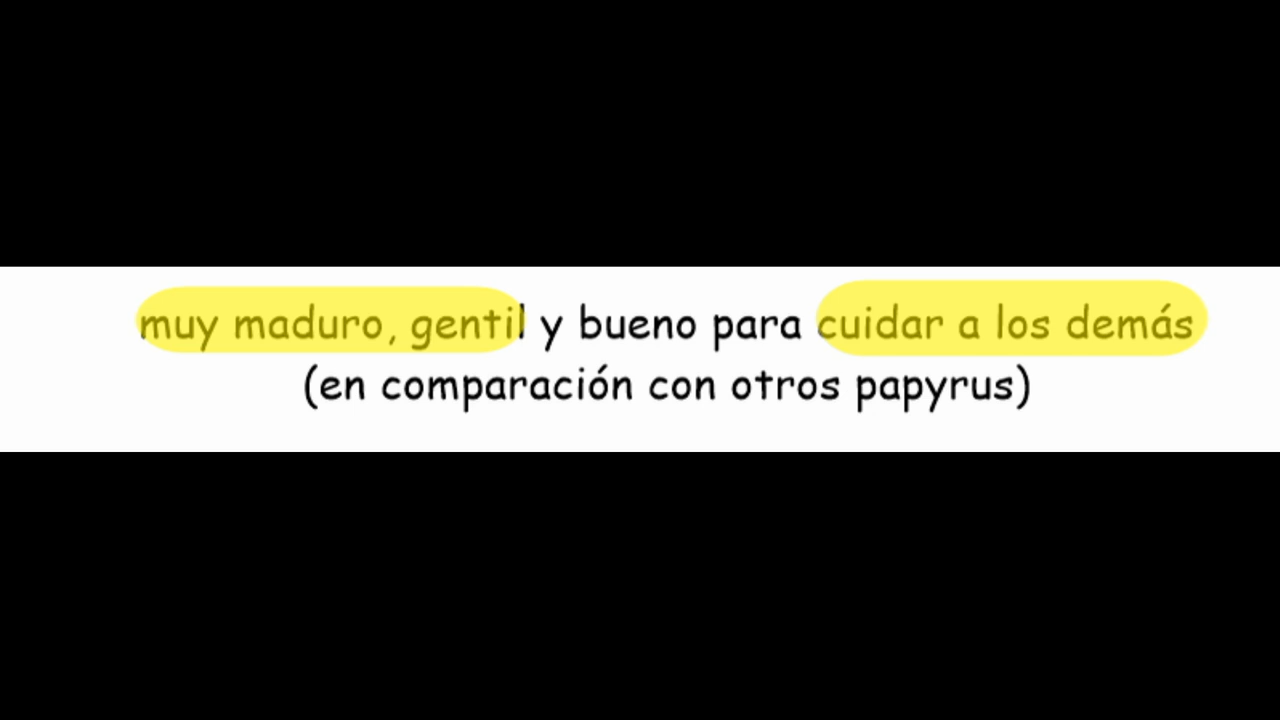 muy maduro, gentil y bueno para cuidar a los demás
(en comparación con otros papyrus)